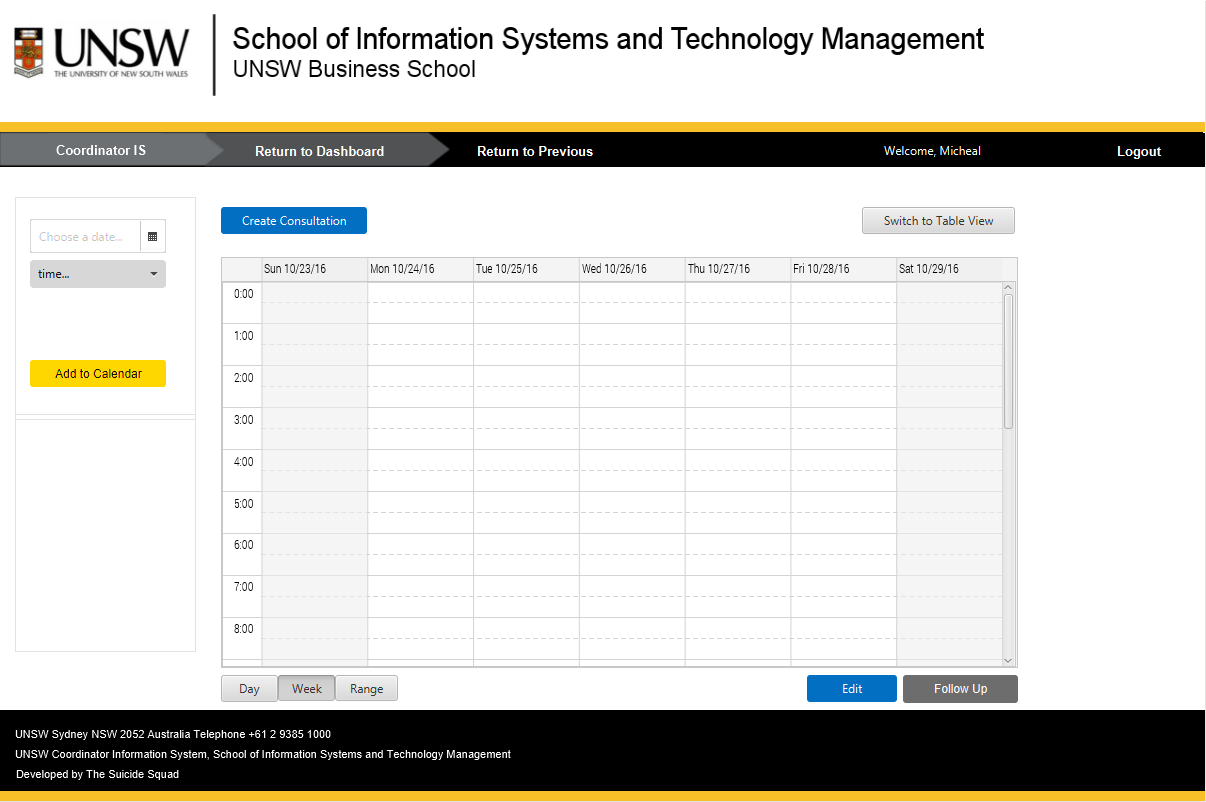 UNSW
THE UNIVERSITY OF NEW SOUTH WALES
School of Information Systems and Technology Management
UNSW Business School
Coordinator IS
Return to Dashboard
Return to Previous
Welcome, Micheal
Logout
Choose a date...
time...
Add to Calendar
Create Consultation
Switch to Table View
Sun 10/23/16 Mon 10/24/16 Tue 10/25/16 Wed 10/26/16 Thu 10/27/16 Fri 10/28/16 Sat 10/29/16
0:00
1:00
2:00
3:00
4:00
5:00
6:00
7:00
8:00
Day Week Range
Edit
Follow Up
UNSW Sydney NSW 2052 Australia Telephone +61 2 9385 1000
UNSW Coordinator Information System, School of Information Systems and Technology Management
Developed by The Suicide Squad